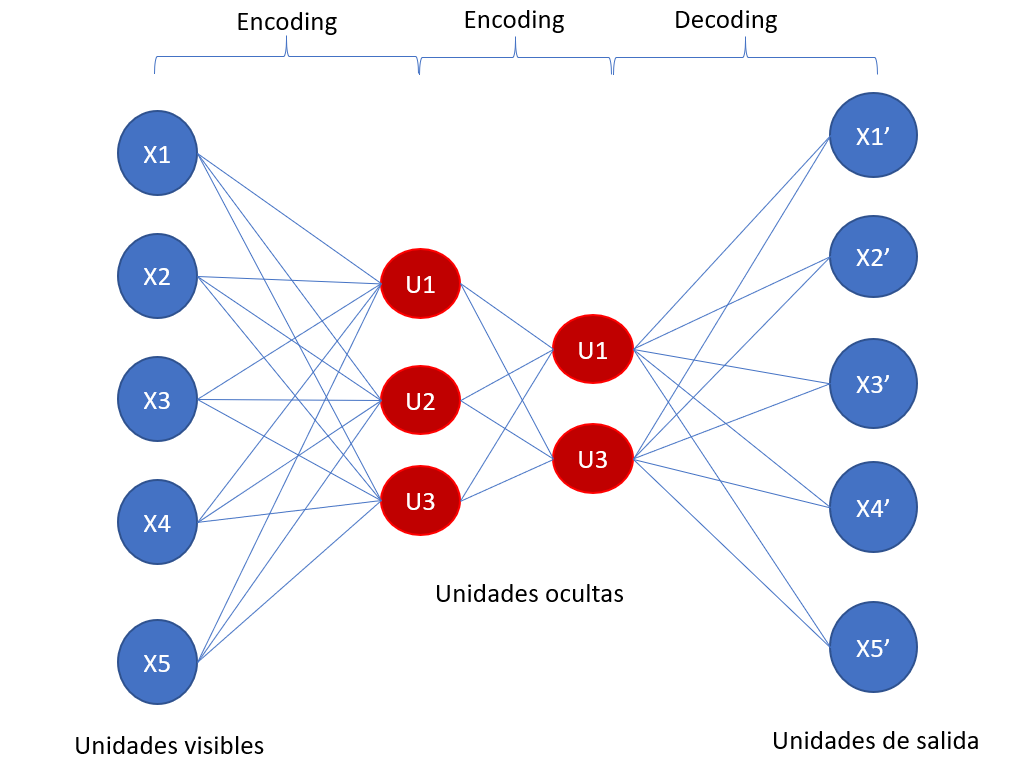 Encoding
Encoding
Decoding
X1
X2
X3
X4
X5
U1
U2
U3
U1
U3
X1’
X2’
X3’
X4’
X5’
Unidades ocultas
Unidades visibles
Unidades de salida